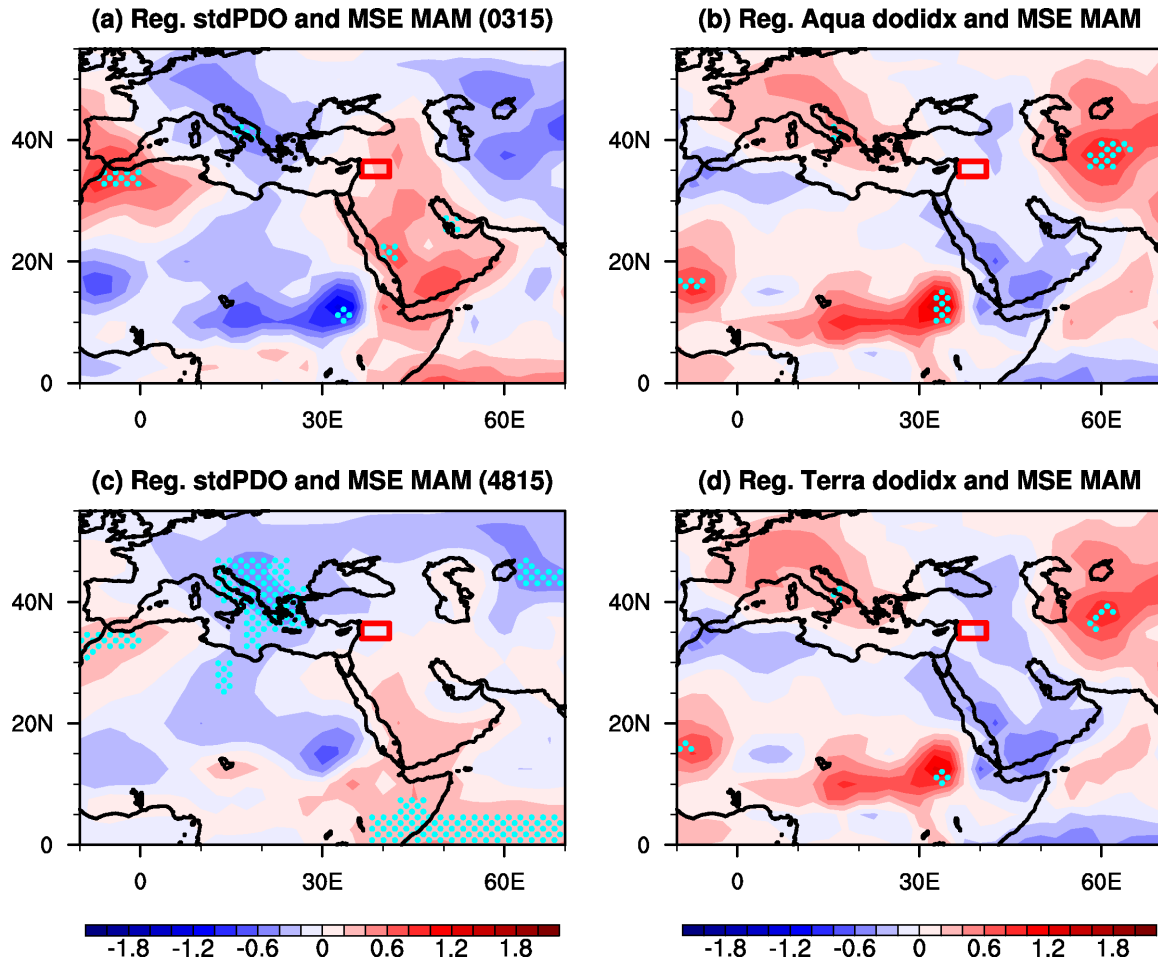 (a) Reg. stdPDO and MSE MAM (0315)
40N
20N
0
0 30E 60E
(b) Reg. Aqua dodidx and MSE MAM
40N
20N
0
0 30E 60E
(c) Reg. stdPDO and MSE MAM (4815)
40N
20N
0
0 30E 60E
-1.8 -1.2 -0.6 0 0.6 1.2 1.8
(d) Reg. Terra dodidx and MSE MAM
40N
20N
0
0 30E 60E
-1.8 -1.2 -0.6 0 0.6 1.2 1.8